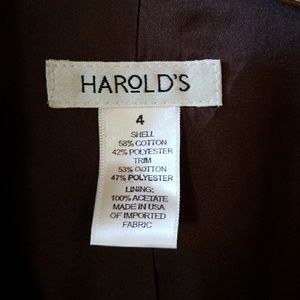 HAROLD'S
4
SHELL
58% COTTON
42% POLYESTER
TRIM
53% COTTON
47% POLYESTER
LINING:
100% ACETATE
MADE IN USA
OF IMPORTED
FABRIC